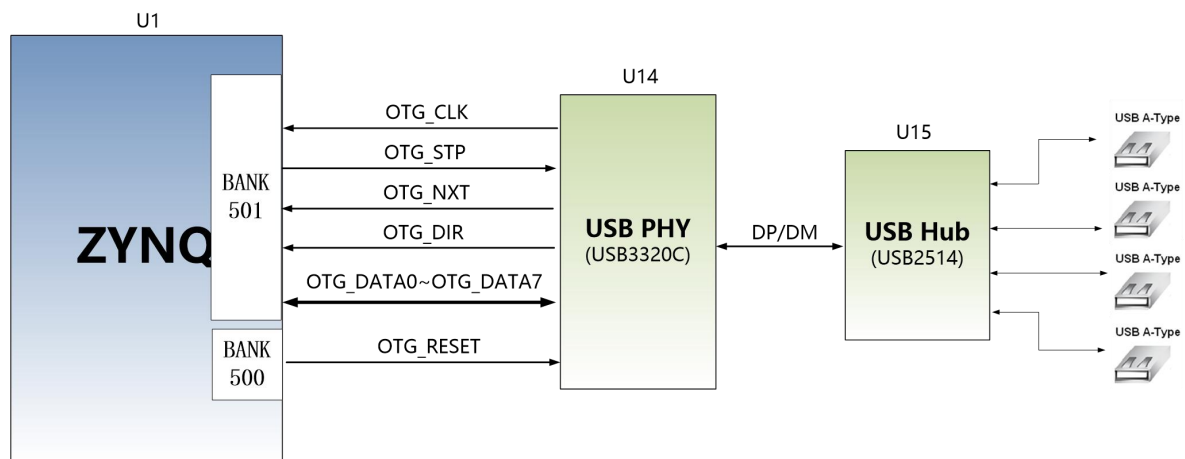 U1
ZYNQ
BANK
501
BANK
500
OTG_CLK
OTG_STP
OTG_NXT
OTG_DIR
OTG_DATA0~OTG_DATA7
OTG_RESET
U14
USB PHY
(USB3320C)
DP/DM
U15
USB Hub
(USB2514)
USB A-Type
USB A-Type
USB A-Type
USB A-Type